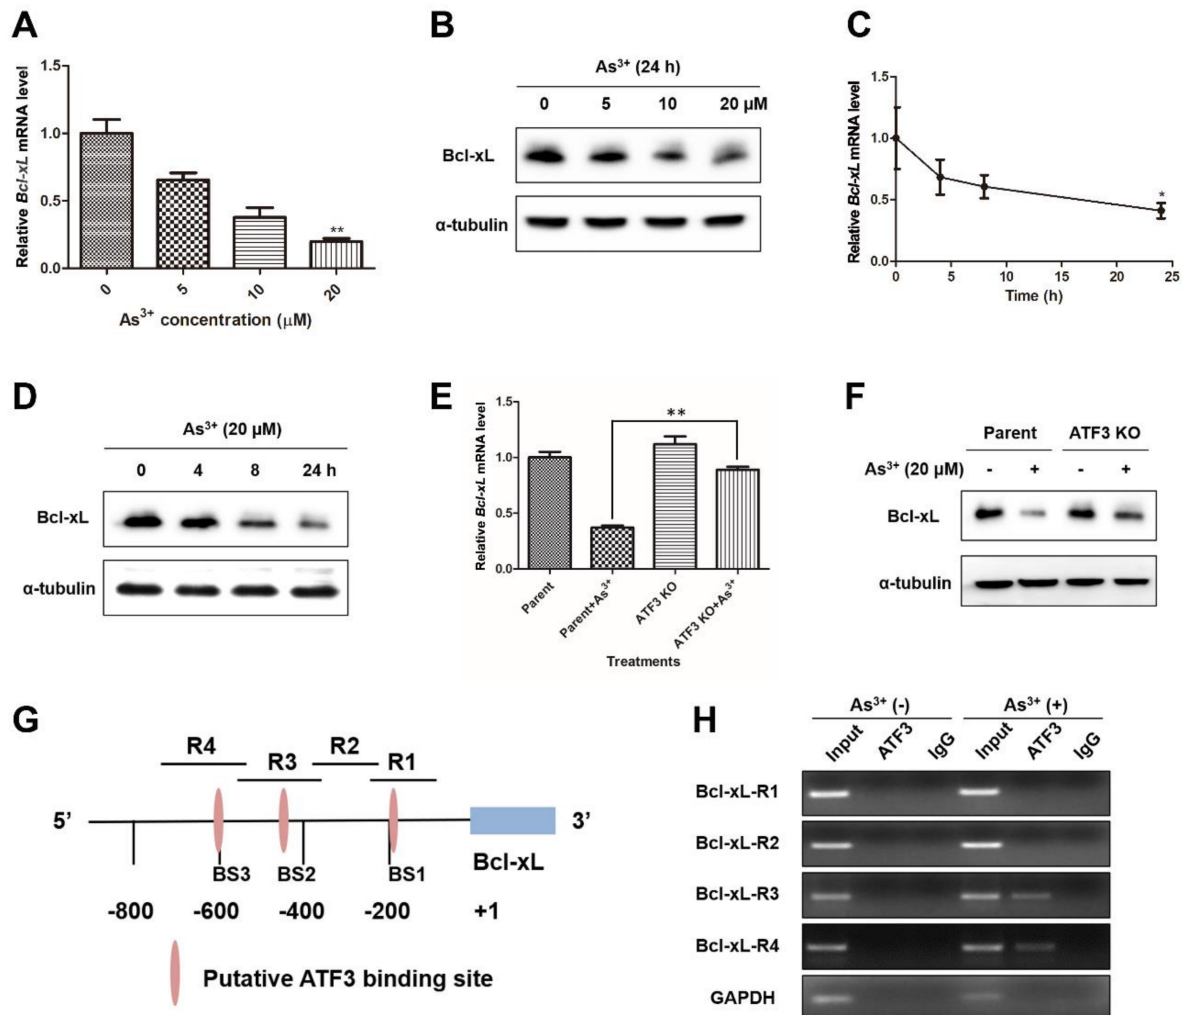 A
Relative Bcl-xL mRNA level
1.5
1.0
0.5
0.0
0
5
10
20
**
As³⁺ concentration (μM)
B
As³⁺ (24 h)
0 5 10 20 μM
Bcl-xL
α-tubulin
C
Relative Bcl-xL mRNA level
1.5
1.0
0.5
0.0
*
0 5 10 15 20 25
Time (h)
D
As³⁺ (20 μM)
0 4 8 24 h
Bcl-xL
α-tubulin
E
Relative Bcl-xL mRNA level
1.5
1.0
0.5
0.0
**
Parent
Parent+As³⁺
ATF3 KO
ATF3 KO+As³⁺
Treatments
F
Parent ATF3 KO
As³⁺ (20 μM) - + - +
Bcl-xL
α-tubulin
G
R4 R3 R2 R1
5’ 3’
BS3 BS2 BS1
Bcl-xL
-800 -600 -400 -200 +1
Putative ATF3 binding site
H
As³⁺ (-) As³⁺ (+)
Input ATF3 IgG Input ATF3 IgG
Bcl-xL-R1
Bcl-xL-R2
Bcl-xL-R3
Bcl-xL-R4
GAPDH